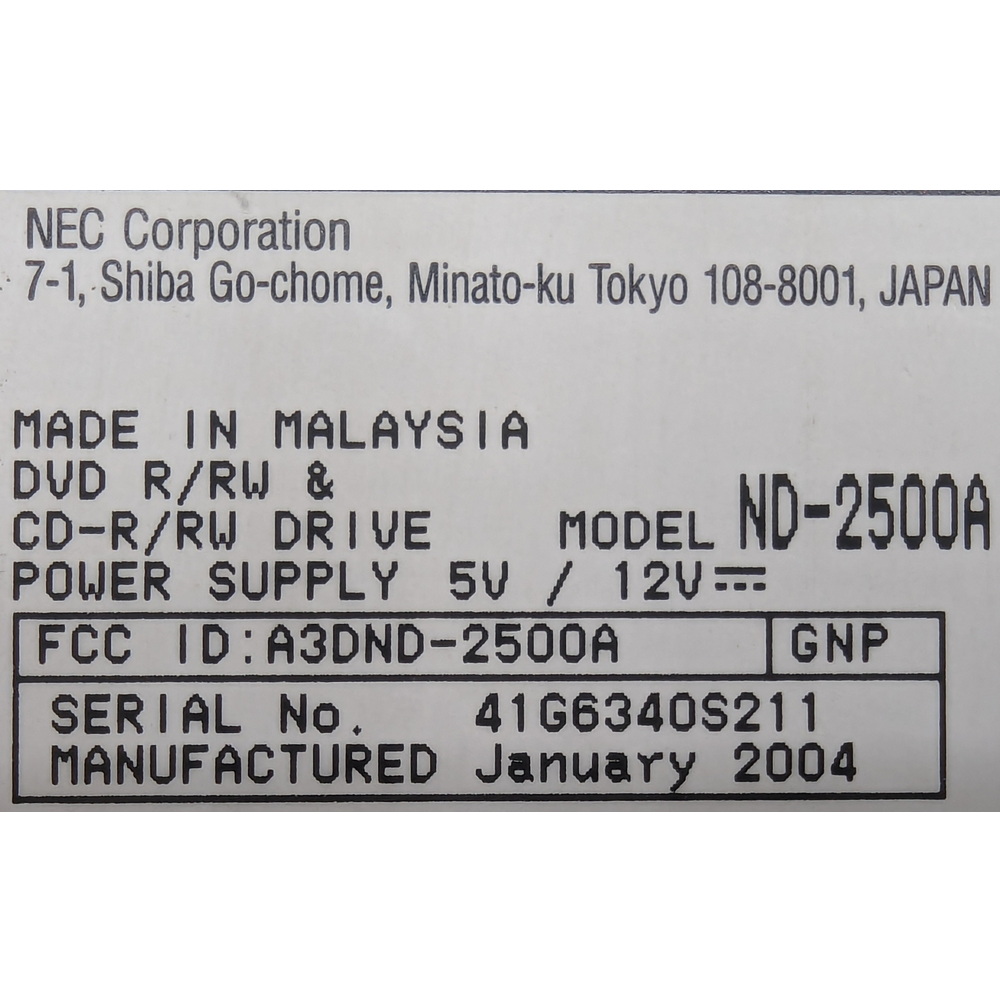 NEC Corporation
7-1, Shiba Go-chome, Minato-ku Tokyo 108-8001, JAPAN
MADE IN MALAYSIA
DVD R/RW &
CD-R/RW DRIVE MODEL ND-2500A
POWER SUPPLY 5V / 12V⎓
FCC ID:A3DND-2500A GNP
SERIAL No. 41G6340S211
MANUFACTURED January 2004